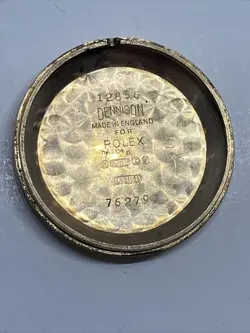 12856
DENNISON
MADE IN ENGLAND
FOR
ROLEX
762797